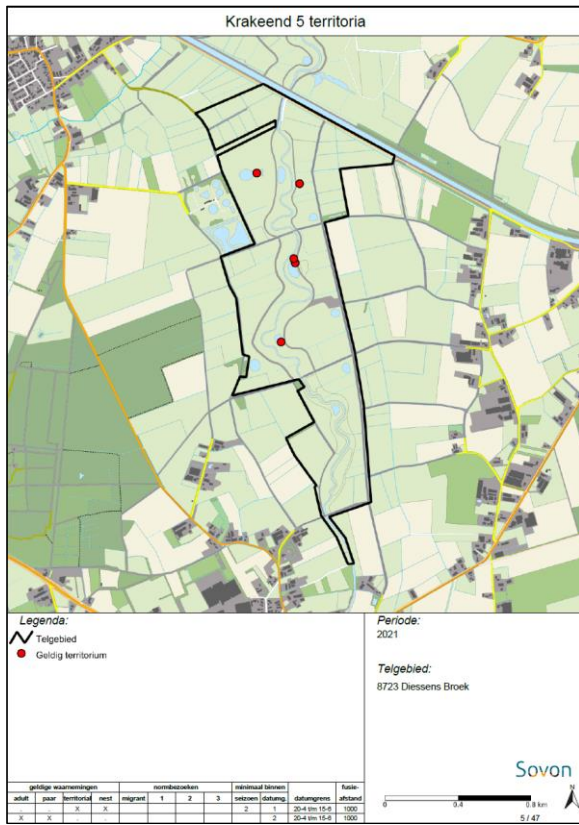 Krakeend 5 territoria
Legenda:
Telgebied
Geldig territorium
Periode:
2021
Telgebied:
8723 Diessens Broek
Sovon
0 0.4 0.8 km
N
5 / 47
geldige waarnemingen normbezoeken minimaal binnen fusie-
adult paar territoriaal nest migrant 1 2 3 seizoen datumg. datumgrens afstand
. . X X . . . . 2 1 20-4 t/m 15-6 1000
X X . . . . . . . 2 20-4 t/m 15-6 1000